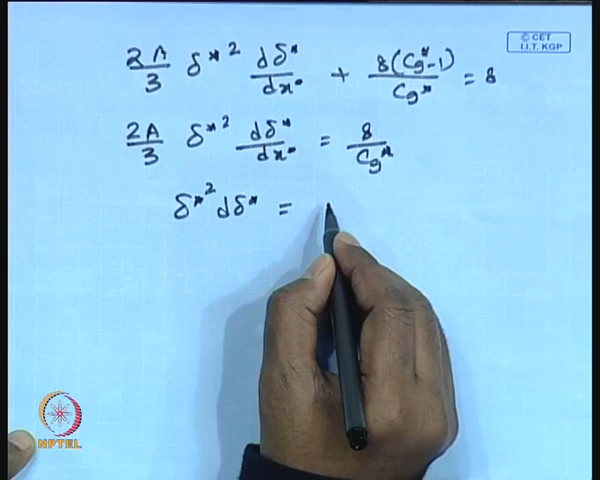 © CET
I.I.T. KGP
2A/3 δ*² dδ*/dx* + 8(Cg*-1)/Cg* = 8
2A/3 δ*² dδ*/dx* = 8/Cg*
δ*² dδ* =
NPTEL